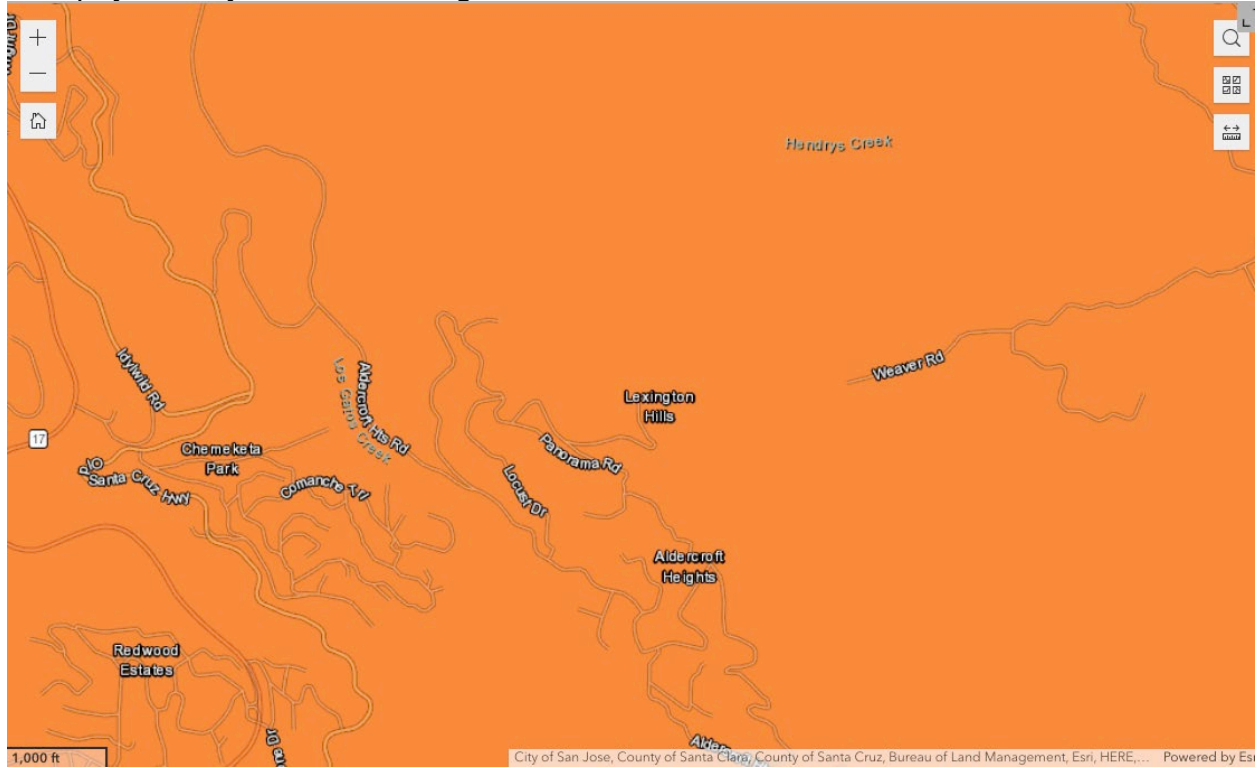 Hendrys Creek
Weaver Rd
Idylwild Rd
Los Gatos Creek
Aldercroft Hts Rd
Lexington
Hills
17
Chemeketa
Park
Panorama Rd
Old
Santa Cruz Hwy
Comanche Trl
Locust Dr
Aldercroft
Heights
Redwood
Estates
1,000 ft
City of San Jose, County of Santa Clara, County of Santa Cruz, Bureau of Land Management, Esri, HERE,... Powered by Es